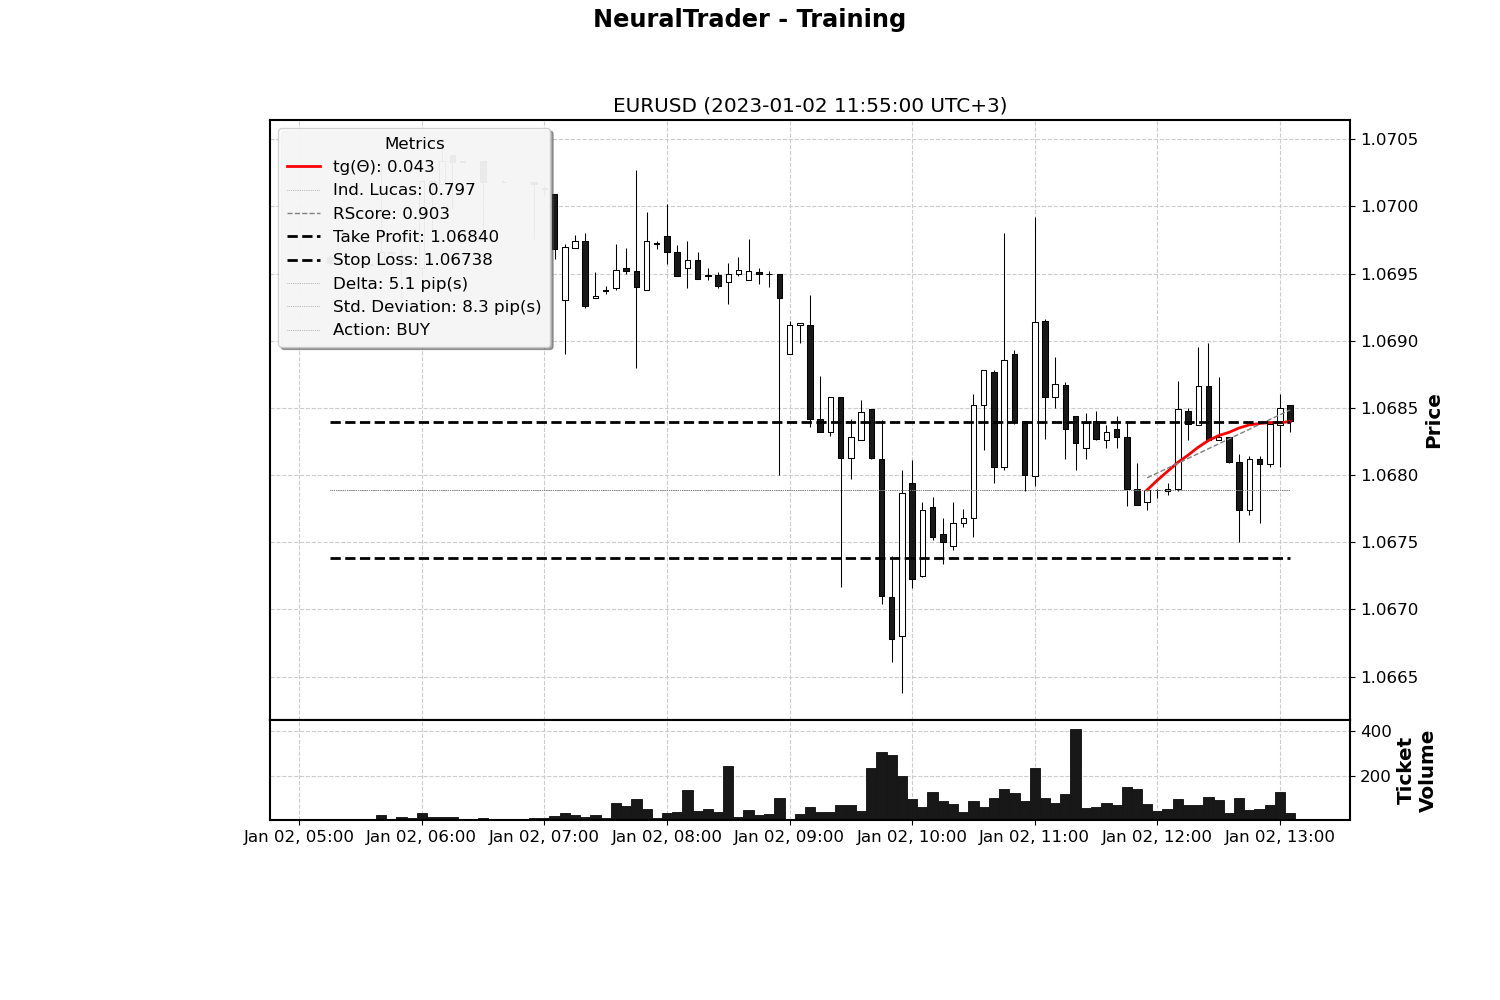 NeuralTrader - Training
EURUSD (2023-01-02 11:55:00 UTC+3)
Metrics
tg(Θ): 0.043
Ind. Lucas: 0.797
RScore: 0.903
Take Profit: 1.06840
Stop Loss: 1.06738
Delta: 5.1 pip(s)
Std. Deviation: 8.3 pip(s)
Action: BUY
1.0705
1.0700
1.0695
1.0690
1.0685
1.0680
1.0675
1.0670
1.0665
Price
400
200
Ticket
Volume
Jan 02, 05:00
Jan 02, 06:00
Jan 02, 07:00
Jan 02, 08:00
Jan 02, 09:00
Jan 02, 10:00
Jan 02, 11:00
Jan 02, 12:00
Jan 02, 13:00